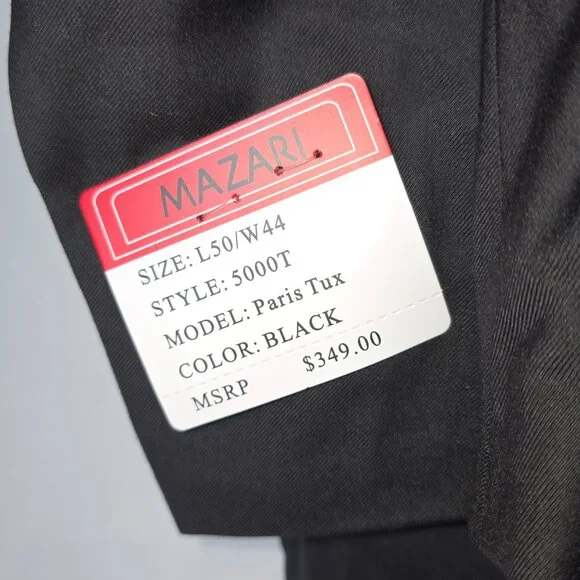 MAZARI
SIZE: L50/W44
STYLE: 5000T
MODEL: Paris Tux
COLOR: BLACK
MSRP $349.00